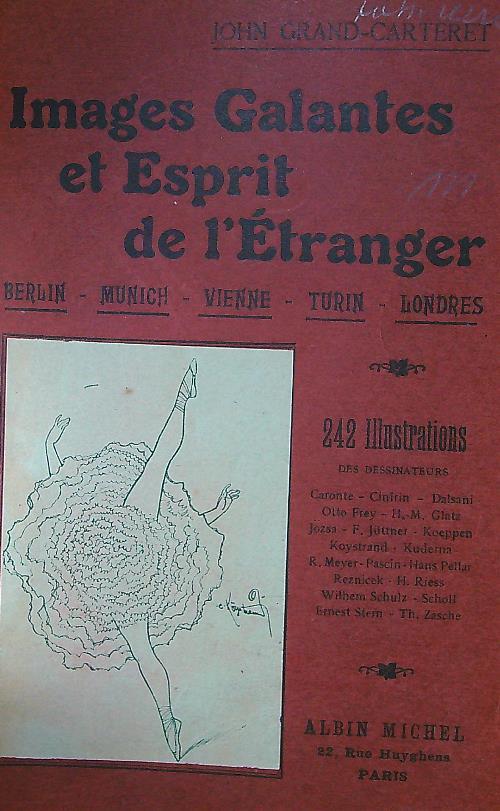 JOHN GRAND-CARTERET
Images Galantes
et Esprit
de l'Étranger
BERLIN - MUNICH - VIENNE - TURIN - LONDRES
242 Illustrations
DES DESSINATEURS
Caronte - Cinirin - Dalsani
Otto Frey - H.-M. Glatz
Jozsa - F. Jüttner - Koeppen
Koystrand - Kuderna
R. Meyer - Pascin - Hans Pellar
Reznicek - H. Riess
Wilhem Schulz - Scholl
Ernest Stern - Th. Zasche
ALBIN MICHEL
22, Rue Huyghens
PARIS